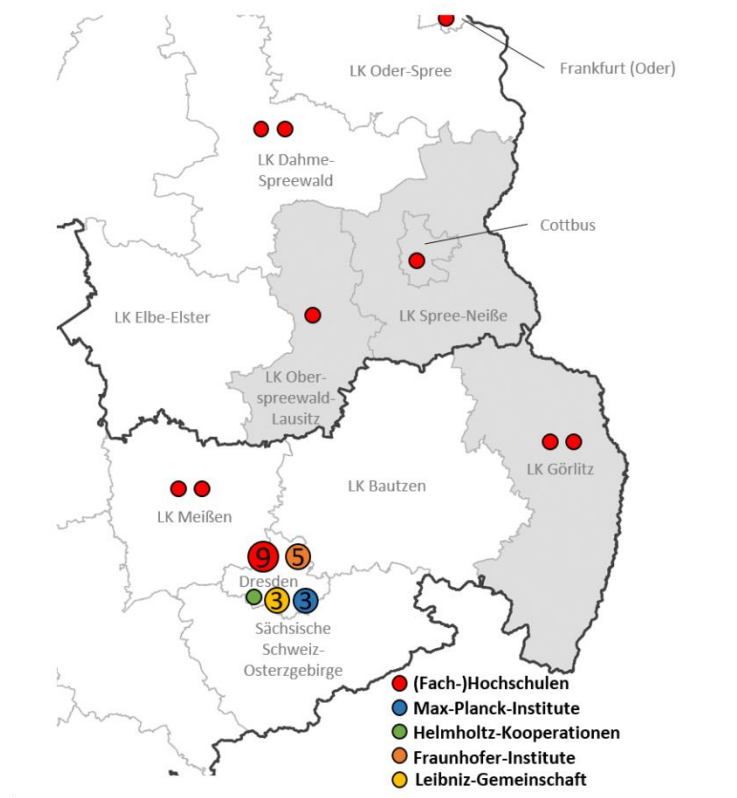 LK Oder-Spree
Frankfurt (Oder)
LK Dahme-
Spreewald
Cottbus
LK Elbe-Elster
LK Spree-Neiße
LK Ober-
spreewald-
Lausitz
LK Görlitz
LK Bautzen
LK Meißen
9
5
Dresden
3
3
Sächsische
Schweiz-
Osterzgebirge
(Fach-)Hochschulen
Max-Planck-Institute
Helmholtz-Kooperationen
Fraunhofer-Institute
Leibniz-Gemeinschaft